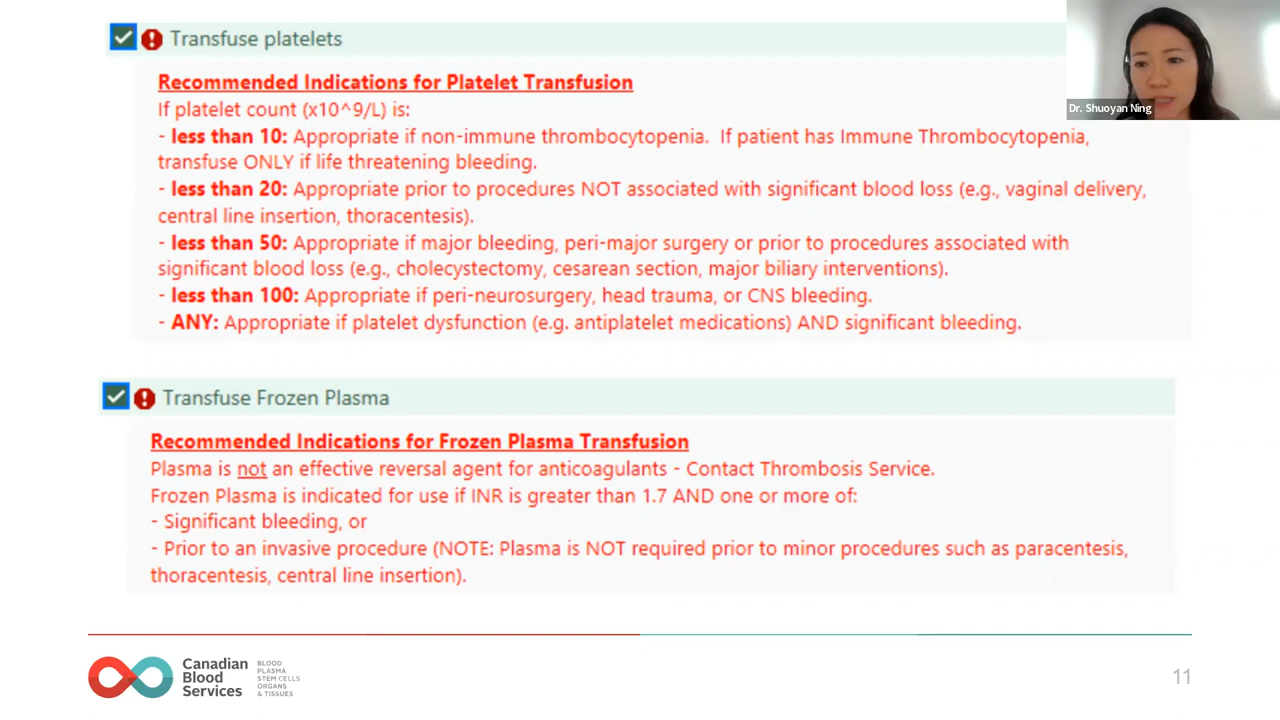 Transfuse platelets
Dr. Shuoyan Ning
Recommended Indications for Platelet Transfusion
If platelet count (x10^9/L) is:
- less than 10: Appropriate if non-immune thrombocytopenia. If patient has Immune Thrombocytopenia,
transfuse ONLY if life threatening bleeding.
- less than 20: Appropriate prior to procedures NOT associated with significant blood loss (e.g., vaginal delivery,
central line insertion, thoracentesis).
- less than 50: Appropriate if major bleeding, peri-major surgery or prior to procedures associated with
significant blood loss (e.g., cholecystectomy, cesarean section, major biliary interventions).
- less than 100: Appropriate if peri-neurosurgery, head trauma, or CNS bleeding.
- ANY: Appropriate if platelet dysfunction (e.g. antiplatelet medications) AND significant bleeding.
Transfuse Frozen Plasma
Recommended Indications for Frozen Plasma Transfusion
Plasma is not an effective reversal agent for anticoagulants - Contact Thrombosis Service.
Frozen Plasma is indicated for use if INR is greater than 1.7 AND one or more of:
- Significant bleeding, or
- Prior to an invasive procedure (NOTE: Plasma is NOT required prior to minor procedures such as paracentesis,
thoracentesis, central line insertion).
Canadian
Blood
Services
BLOOD
PLASMA
STEM CELLS
ORGANS
& TISSUES
11